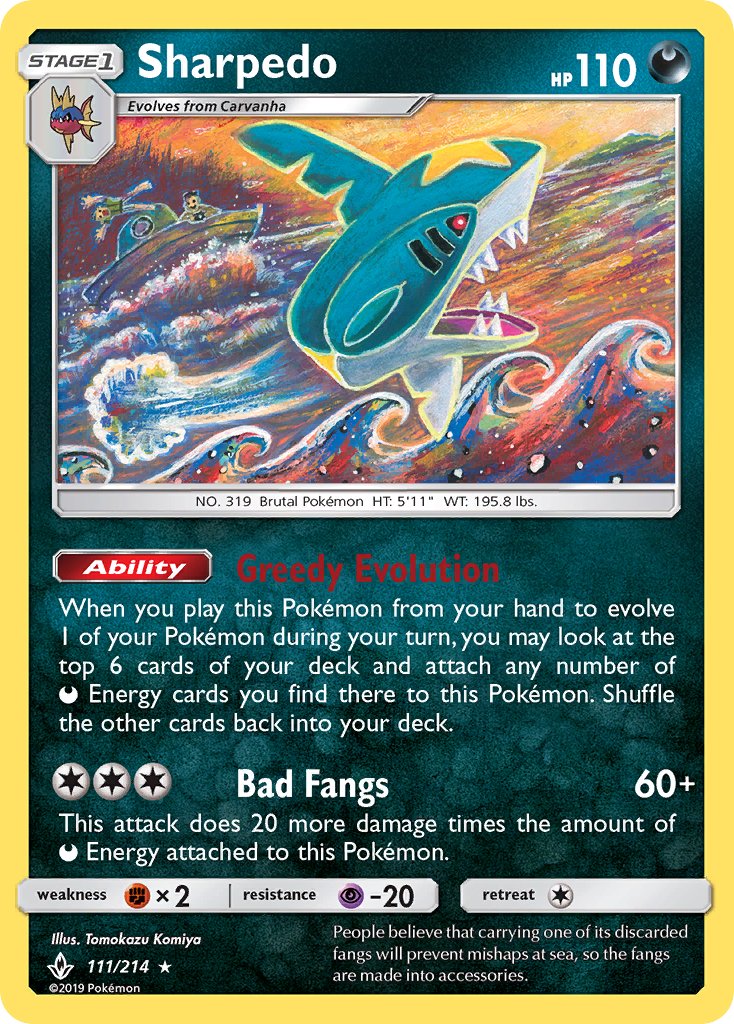 STAGE1
Sharpedo
HP110
Evolves from Carvanha
NO. 319 Brutal Pokémon HT: 5'11" WT: 195.8 lbs.
Ability
Greedy Evolution
When you play this Pokémon from your hand to evolve
1 of your Pokémon during your turn, you may look at the
top 6 cards of your deck and attach any number of
Energy cards you find there to this Pokémon. Shuffle
the other cards back into your deck.
Bad Fangs
60+
This attack does 20 more damage times the amount of
Energy attached to this Pokémon.
weakness ×2
resistance -20
retreat
Illus. Tomokazu Komiya
111/214
©2019 Pokémon
People believe that carrying one of its discarded
fangs will prevent mishaps at sea, so the fangs
are made into accessories.